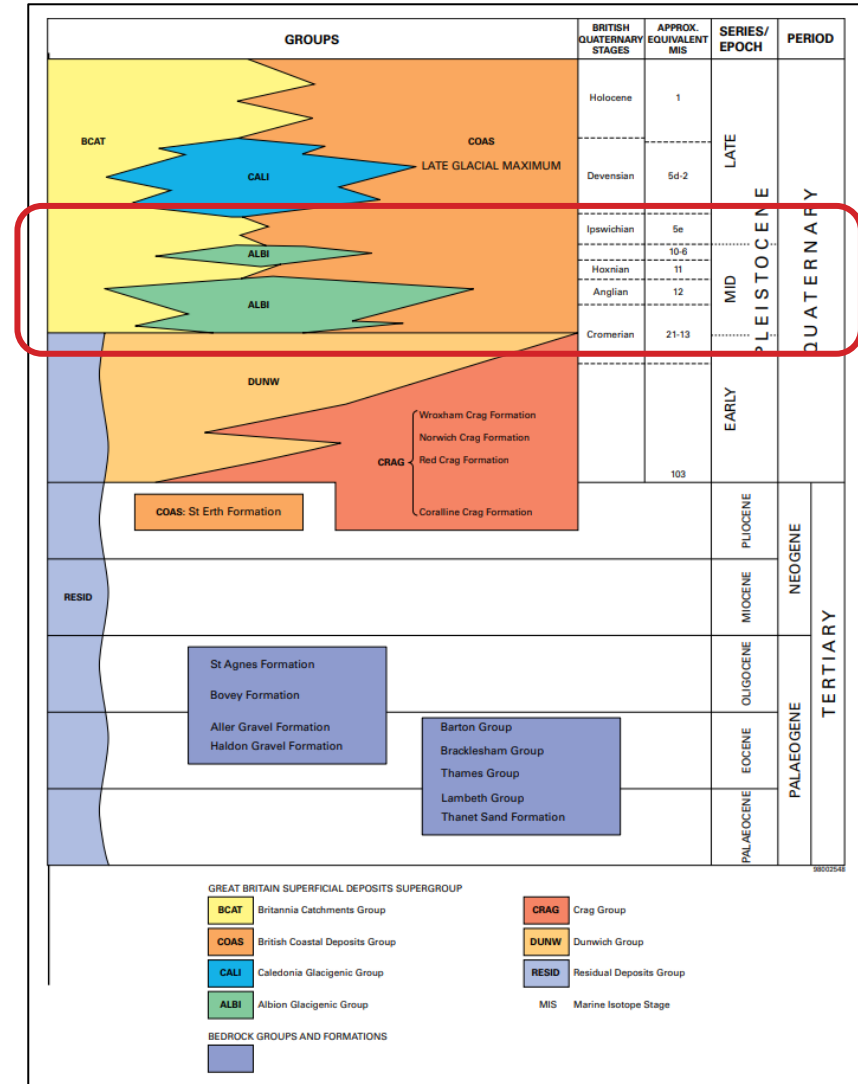 GROUPS
BRITISH
QUATERNARY
STAGES
APPROX.
EQUIVALENT
MIS
SERIES/
EPOCH
PERIOD
Holocene
1
BCAT
COAS
LATE GLACIAL MAXIMUM
CALI
Devensian
5d-2
LATE
Ipswichian
5e
ALBI
10-6
Hoxnian
11
Anglian
12
ALBI
MID
Cromerian
21-13
PLEISTOCENE
QUATERNARY
DUNW
Wroxham Crag Formation
Norwich Crag Formation
CRAG
Red Crag Formation
EARLY
103
COAS: St Erth Formation
Coralline Crag Formation
PLIOCENE
NEOGENE
RESID
MIOCENE
St Agnes Formation
Bovey Formation
OLIGOCENE
TERTIARY
Aller Gravel Formation
Haldon Gravel Formation
Barton Group
Bracklesham Group
Thames Group
EOCENE
PALAEOGENE
Lambeth Group
Thanet Sand Formation
PALAEOCENE
98002548
GREAT BRITAIN SUPERFICIAL DEPOSITS SUPERGROUP
BCAT Britannia Catchments Group
CRAG Crag Group
COAS British Coastal Deposits Group
DUNW Dunwich Group
CALI Caledonia Glacigenic Group
RESID Residual Deposits Group
ALBI Albion Glacigenic Group
MIS Marine Isotope Stage
BEDROCK GROUPS AND FORMATIONS